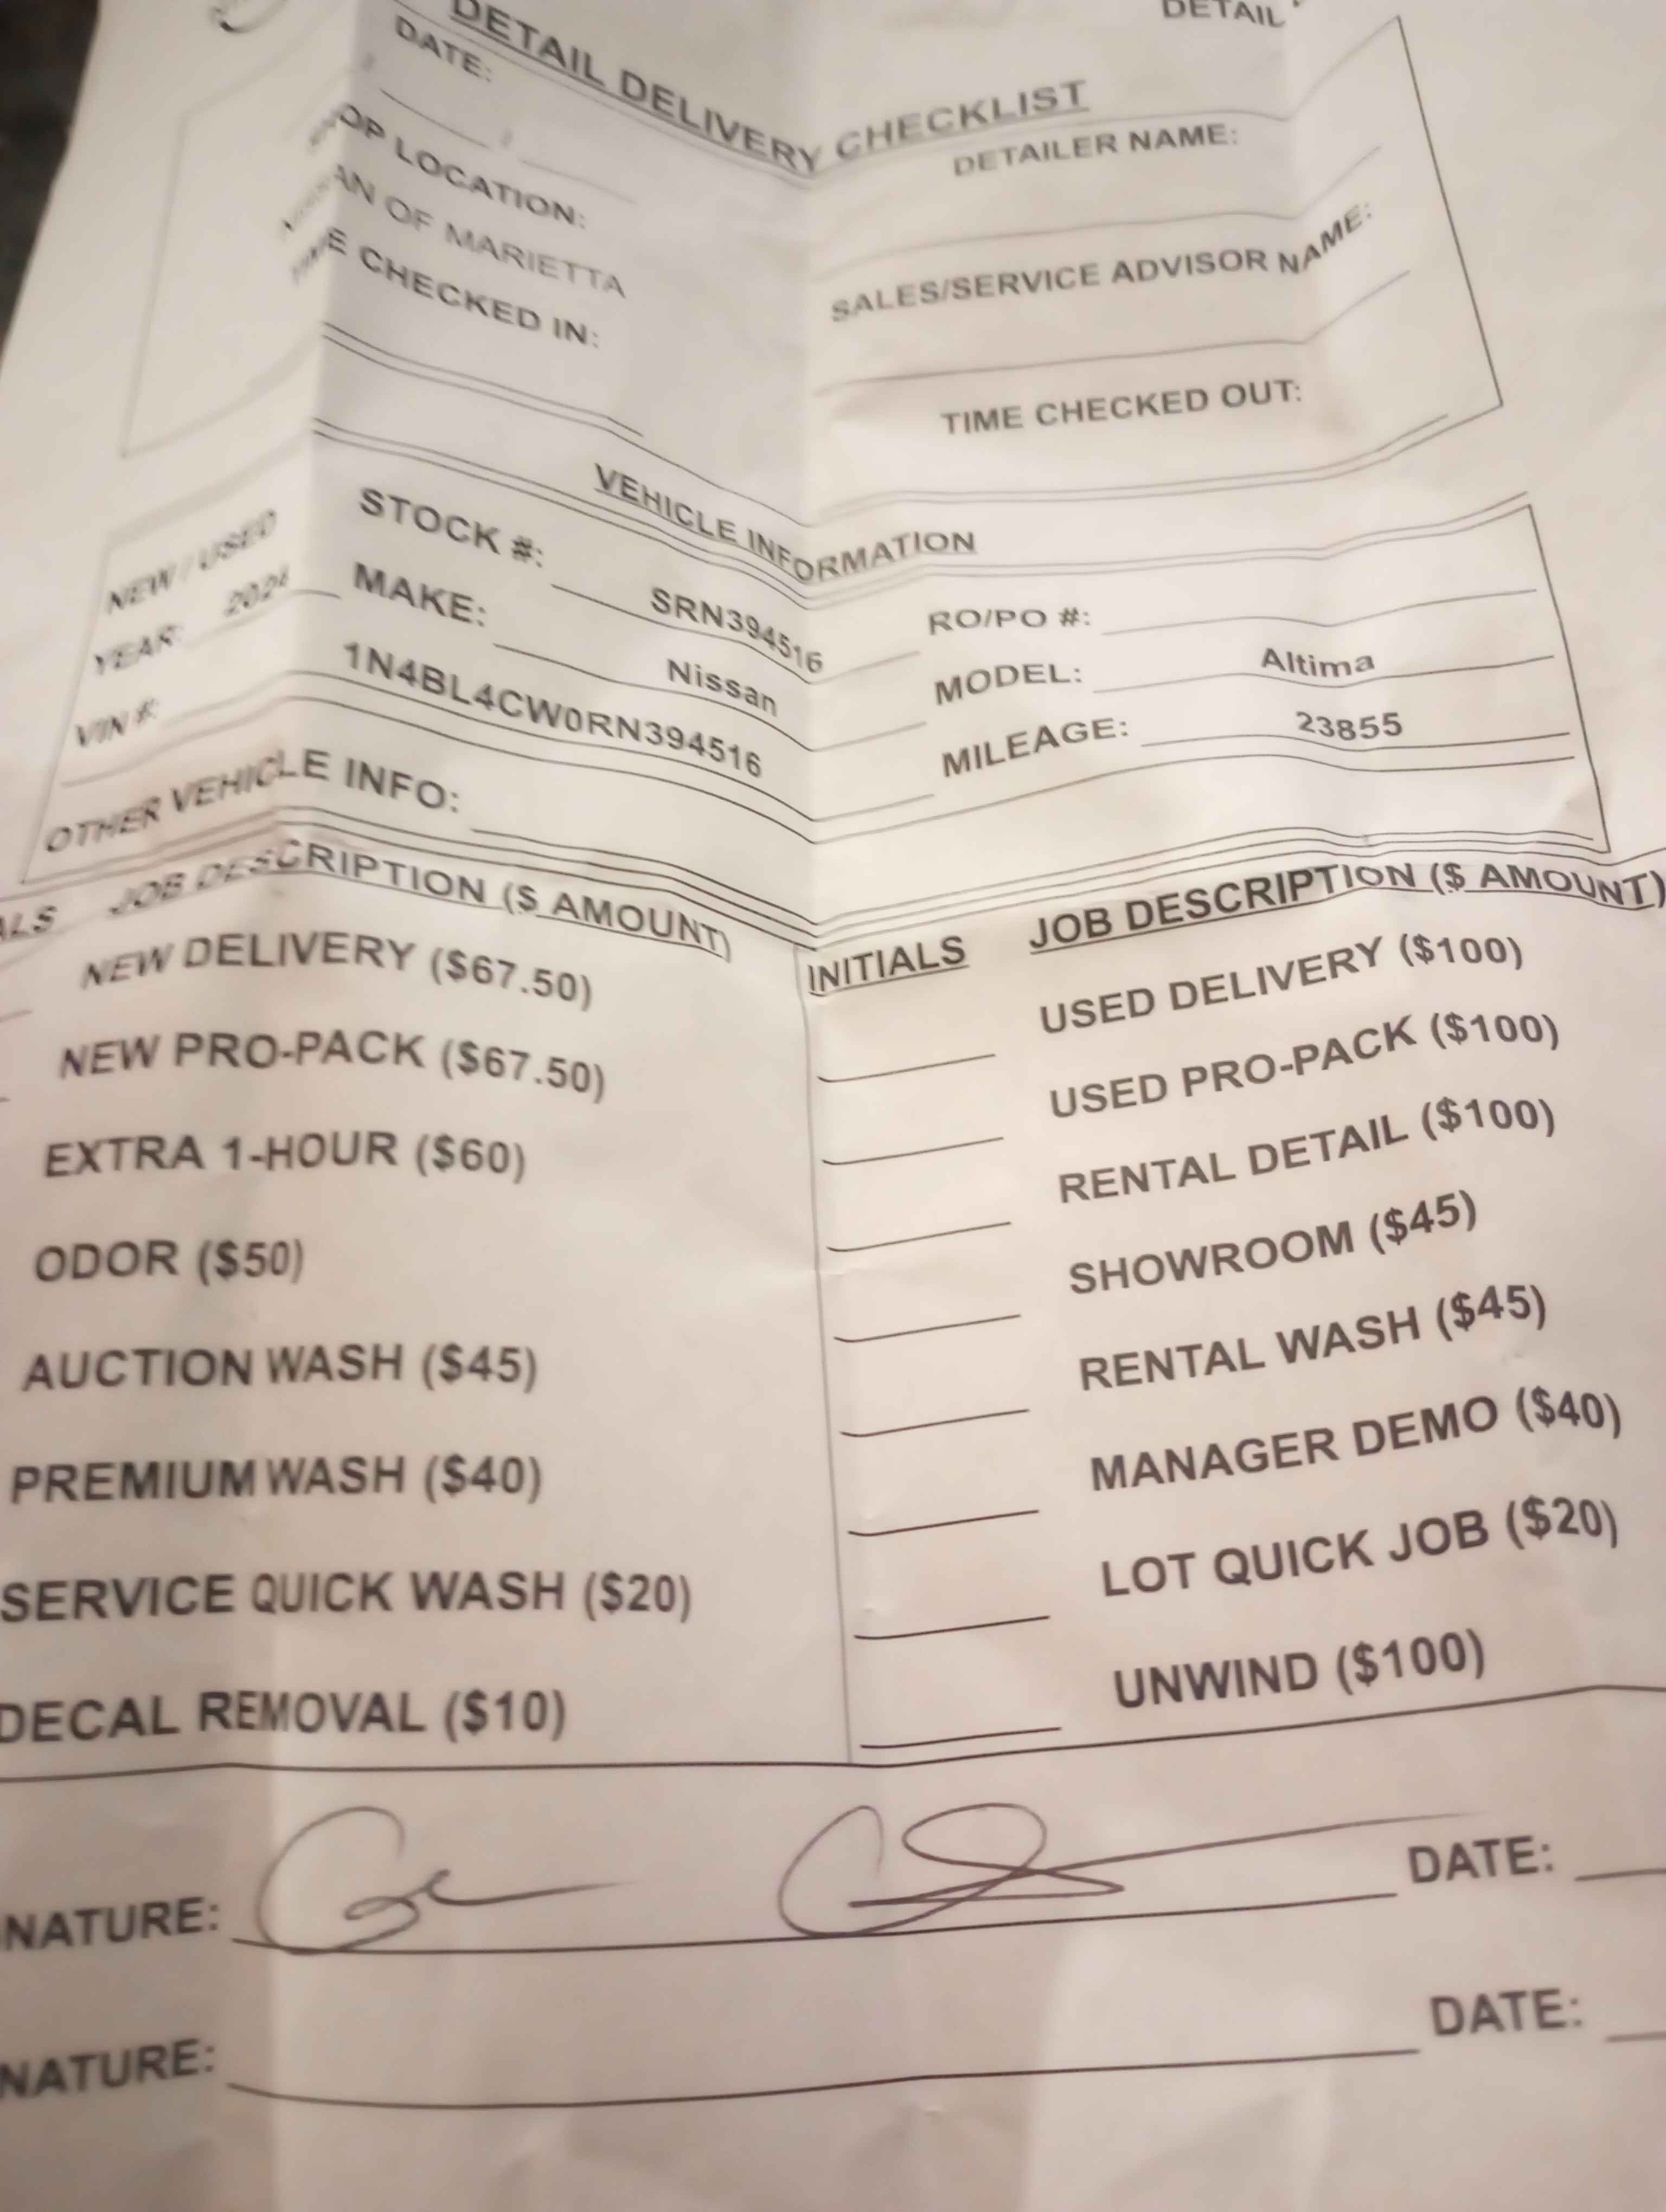 DETAIL
DETAIL DELIVERY CHECKLIST
DATE:
DETAILER NAME:
OP LOCATION:
AN OF MARIETTA
SALES/SERVICE ADVISOR NAME:
E CHECKED IN:
TIME CHECKED OUT:
VEHICLE INFORMATION
NEW / USED STOCK #: SRN394516 RO/PO #:
YEAR: MAKE: Nissan MODEL: Altima
VIN #: 1N4BL4CW0RN394516 MILEAGE: 23855
OTHER VEHICLE INFO:
ALS JOB DESCRIPTION ($ AMOUNT) INITIALS JOB DESCRIPTION ($ AMOUNT)
NEW DELIVERY ($67.50) USED DELIVERY ($100)
NEW PRO-PACK ($67.50) USED PRO-PACK ($100)
EXTRA 1-HOUR ($60) RENTAL DETAIL ($100)
ODOR ($50) SHOWROOM ($45)
AUCTION WASH ($45) RENTAL WASH ($45)
PREMIUM WASH ($40) MANAGER DEMO ($40)
SERVICE QUICK WASH ($20) LOT QUICK JOB ($20)
DECAL REMOVAL ($10) UNWIND ($100)
NATURE: DATE:
NATURE: DATE: